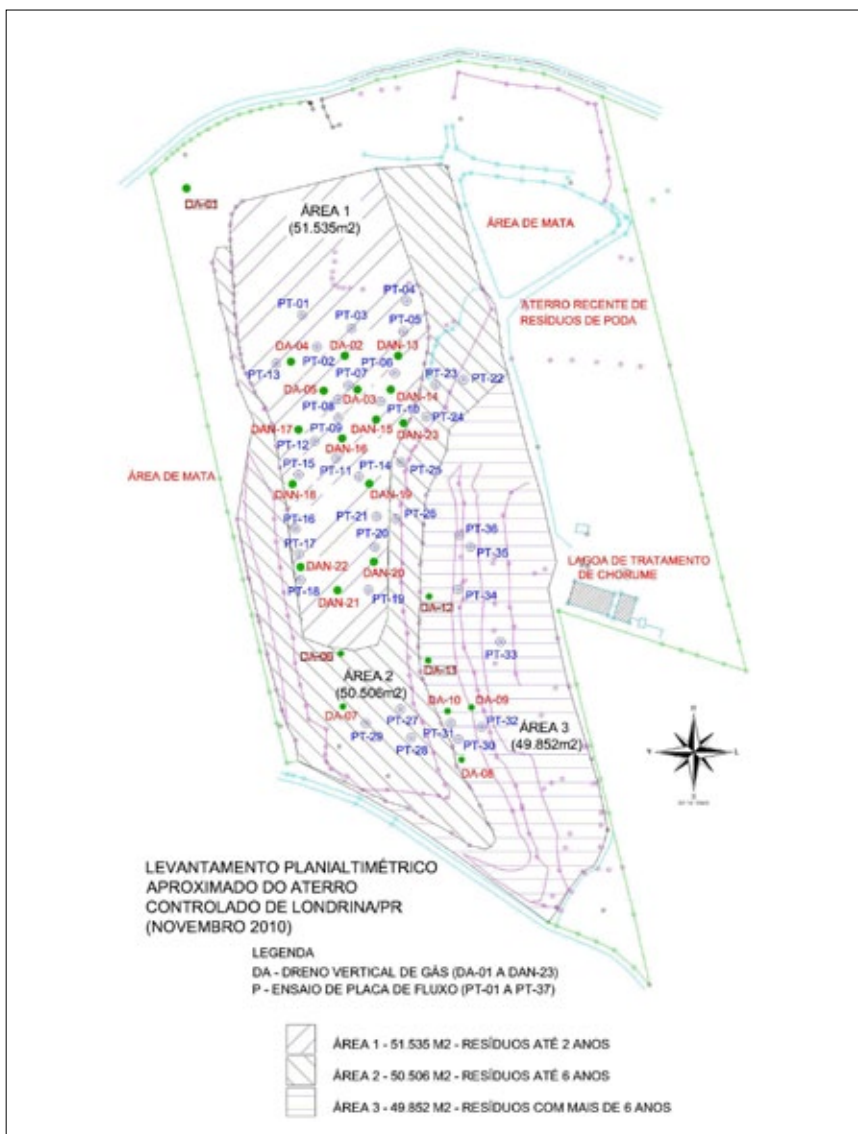 DA-01
ÁREA 1
(51.535m2)
ÁREA DE MATA
PT-04
PT-01
ATERRO RECENTE DE
RESÍDUOS DE PODA
PT-03
PT-05
DA-04
DA-02
DAN-13
PT-13
PT-02
PT-06
PT-07
PT-23
PT-22
DA-05
DA-03
DAN-14
PT-08
PT-10
PT-24
DAN-17
PT-09
DAN-15
DAN-23
PT-12
DAN-16
ÁREA DE MATA
PT-15
PT-11
PT-14
PT-25
DAN-18
DAN-19
PT-16
PT-21
PT-26
PT-36
PT-17
PT-20
PT-35
DAN-22
DAN-20
LAGOA DE TRATAMENTO
DE CHORUME
PT-18
DAN-21
PT-19
DA-12
PT-34
PT-33
DA-06
DA-11
ÁREA 2
(50.506m2)
DA-07
PT-27
DA-10
DA-09
PT-29
PT-28
PT-31
PT-32
PT-30
ÁREA 3
(49.852m2)
DA-08
N
L
LEVANTAMENTO PLANIALTIMÉTRICO
APROXIMADO DO ATERRO
CONTROLADO DE LONDRINA/PR
(NOVEMBRO 2010)
LEGENDA
DA - DRENO VERTICAL DE GÁS (DA-01 A DAN-23)
P - ENSAIO DE PLACA DE FLUXO (PT-01 A PT-37)
ÁREA 1 - 51.535 M2 - RESÍDUOS ATÉ 2 ANOS
ÁREA 2 - 50.506 M2 - RESÍDUOS ATÉ 6 ANOS
ÁREA 3 - 49.852 M2 - RESÍDUOS COM MAIS DE 6 ANOS